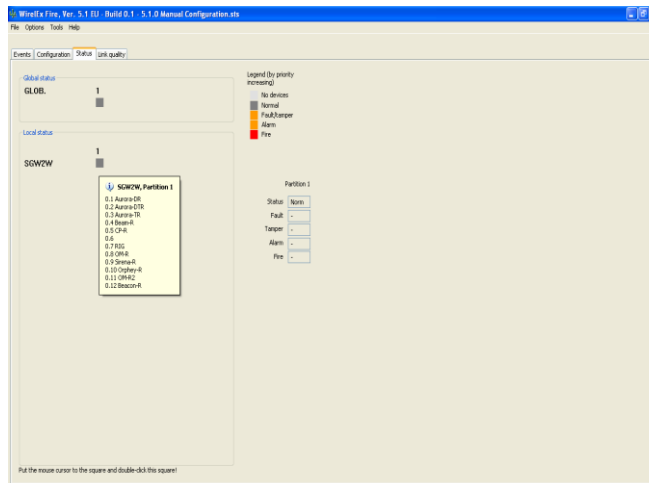 WirelEx Fire, Ver. 5.1 EU - Build 0.1 - 5.1.0 Manual Configuration.sts
File Options Tools Help
Events Configuration Status Link quality
Global status
GLOB. 1
Local status
1
SGW2W
SGW2W, Partition 1
0.1 Aurora-DR
0.2 Aurora-DTR
0.3 Aurora-TR
0.4 Beam-R
0.5 CP-R
0.6
0.7 RIG
0.8 OM-R
0.9 Sirena-R
0.10 Orphey-R
0.11 OM-R2
0.12 Beacon-R
Legend (by priority
increasing)
No devices
Normal
Fault/tamper
Alarm
Fire
Partition 1
Status Norm
Fault -
Tamper -
Alarm -
Fire -
Put the mouse cursor to the square and double-click this square!